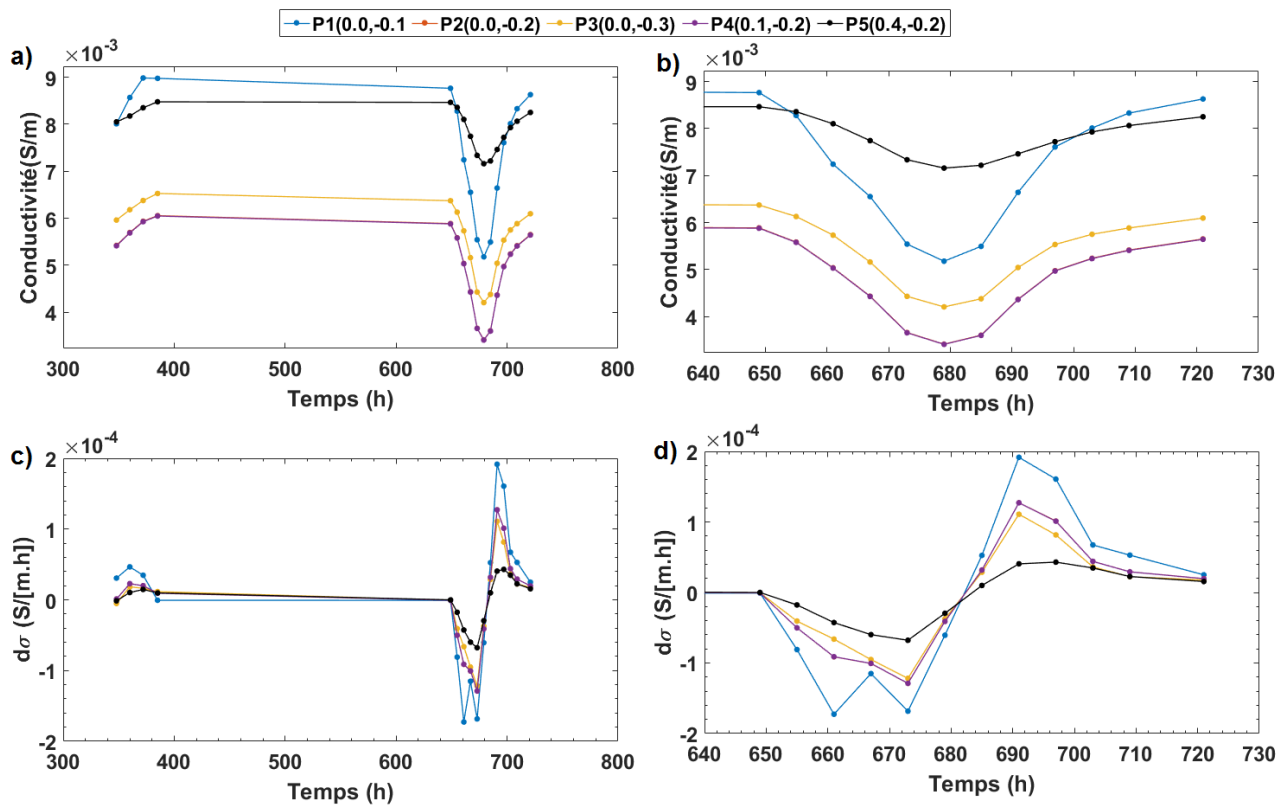 P1(0.0,-0.1 P2(0.0,-0.2) P3(0.0,-0.3) P4(0.1,-0.2) P5(0.4,-0.2)
a)
×10⁻³
9
8
7
6
5
4
Conductivité(S/m)
300 400 500 600 700 800
Temps (h)
b)
×10⁻³
9
8
7
6
5
4
Conductivité(S/m)
640 650 660 670 680 690 700 710 720 730
Temps (h)
c)
×10⁻⁴
2
1
0
-1
-2
dσ (S/[m.h])
300 400 500 600 700 800
Temps (h)
d)
×10⁻⁴
2
1
0
-1
-2
dσ (S/[m.h])
640 650 660 670 680 690 700 710 720 730
Temps (h)